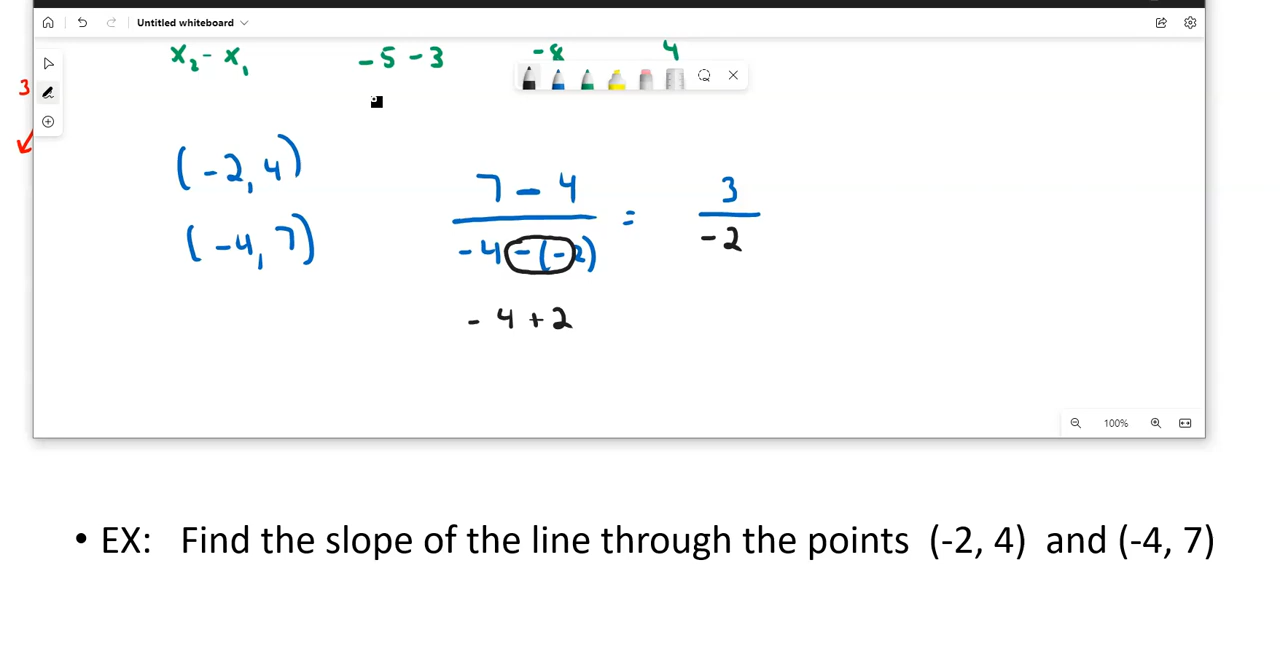 Untitled whiteboard
x₂ - x₁ -5 -3 4
3
(-2, 4)
(-4, 7)
7 - 4
-4 -(-2)
=
3
-2
-4 +2
100%
• EX: Find the slope of the line through the points (-2, 4) and (-4, 7)